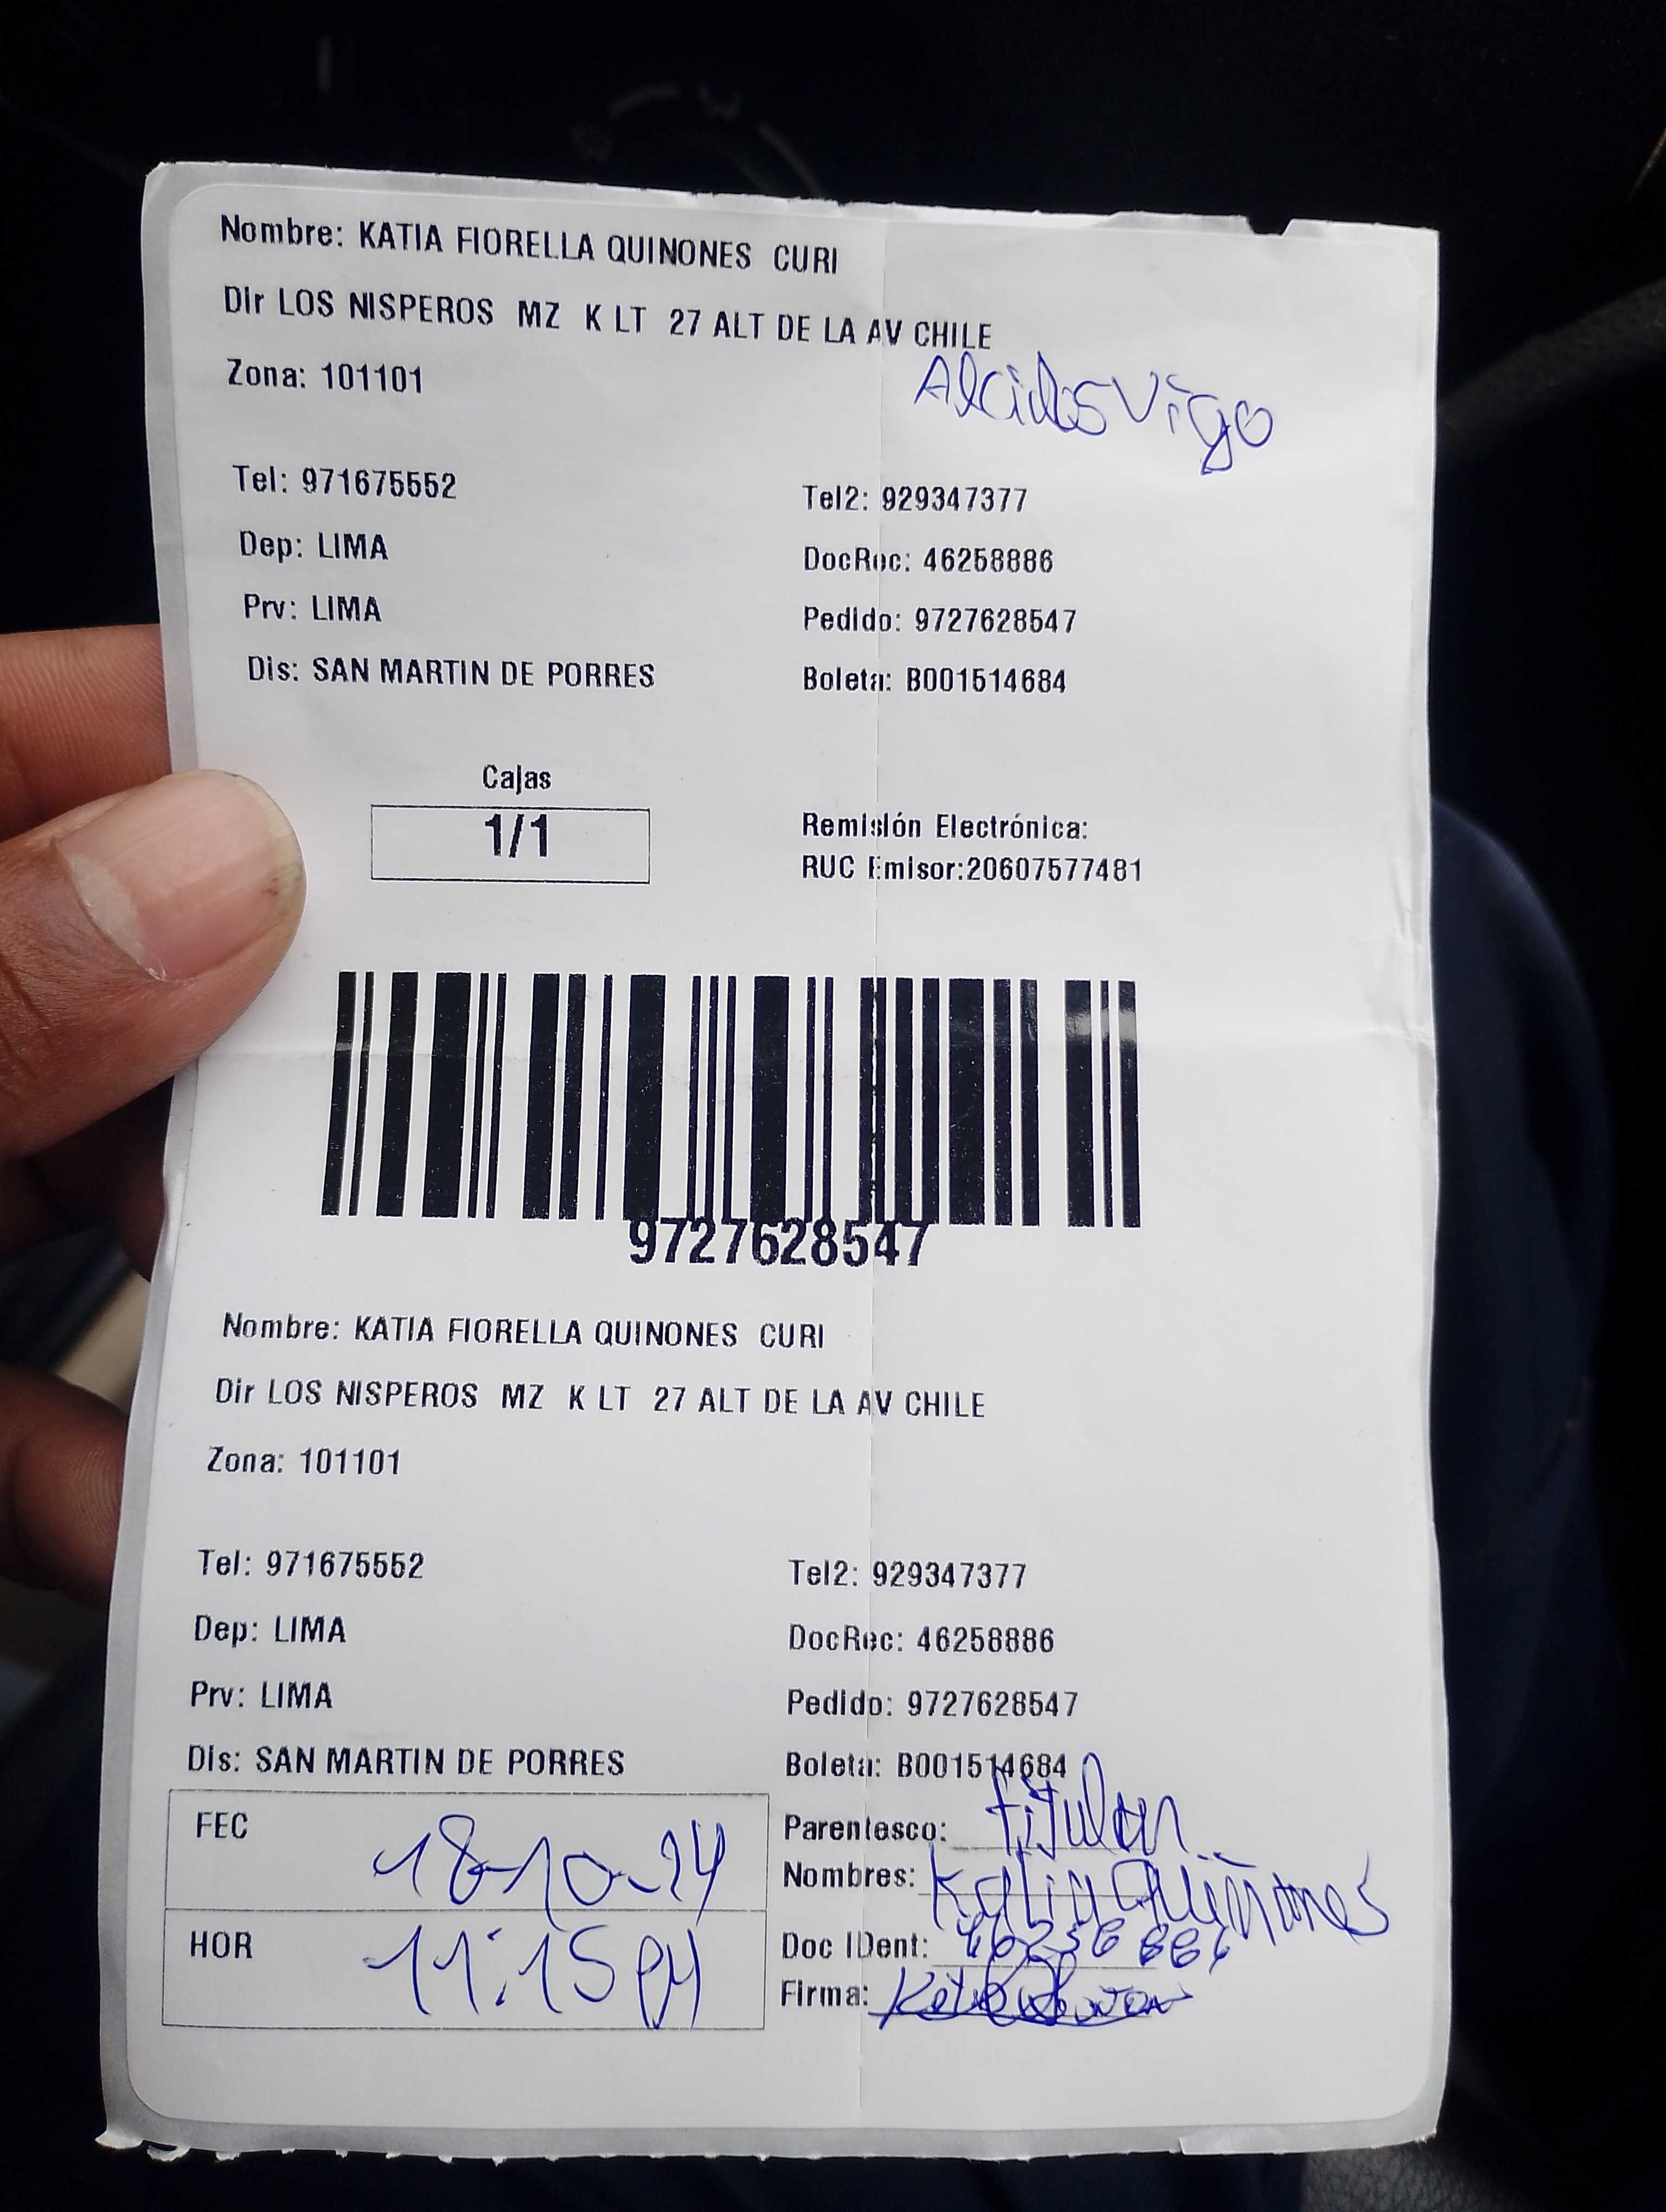 Nombre: KATIA FIORELLA QUINONES CURI
Dir LOS NISPEROS MZ K LT 27 ALT DE LA AV CHILE
Zona: 101101
Alcides Vigo
Tel: 971675552 Tel2: 929347377
Dep: LIMA DocRec: 46258886
Prv: LIMA Pedido: 9727628547
Dis: SAN MARTIN DE PORRES Boleta: B001514684
Cajas
1/1
Remisión Electrónica:
RUC Emisor:20607577481
9727628547
Nombre: KATIA FIORELLA QUINONES CURI
Dir LOS NISPEROS MZ K LT 27 ALT DE LA AV CHILE
Zona: 101101
Tel: 971675552 Tel2: 929347377
Dep: LIMA DocRec: 46258886
Prv: LIMA Pedido: 9727628547
Dis: SAN MARTIN DE PORRES Boleta: B001514684
FEC 18-10-24 Parentesco: titular
Nombres: Katia Quiñones
HOR 11:15 PM Doc IDent: 46258886
Firma: